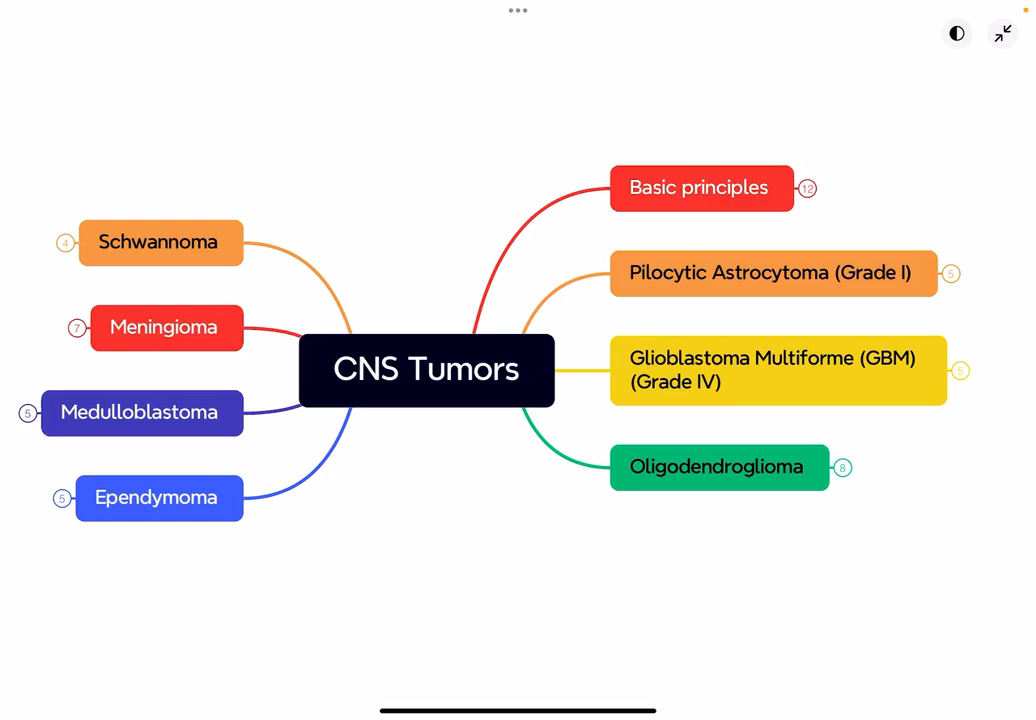 CNS Tumors
Basic principles
12
Pilocytic Astrocytoma (Grade I)
5
Glioblastoma Multiforme (GBM)
(Grade IV)
5
Oligodendroglioma
8
4
Schwannoma
7
Meningioma
5
Medulloblastoma
5
Ependymoma